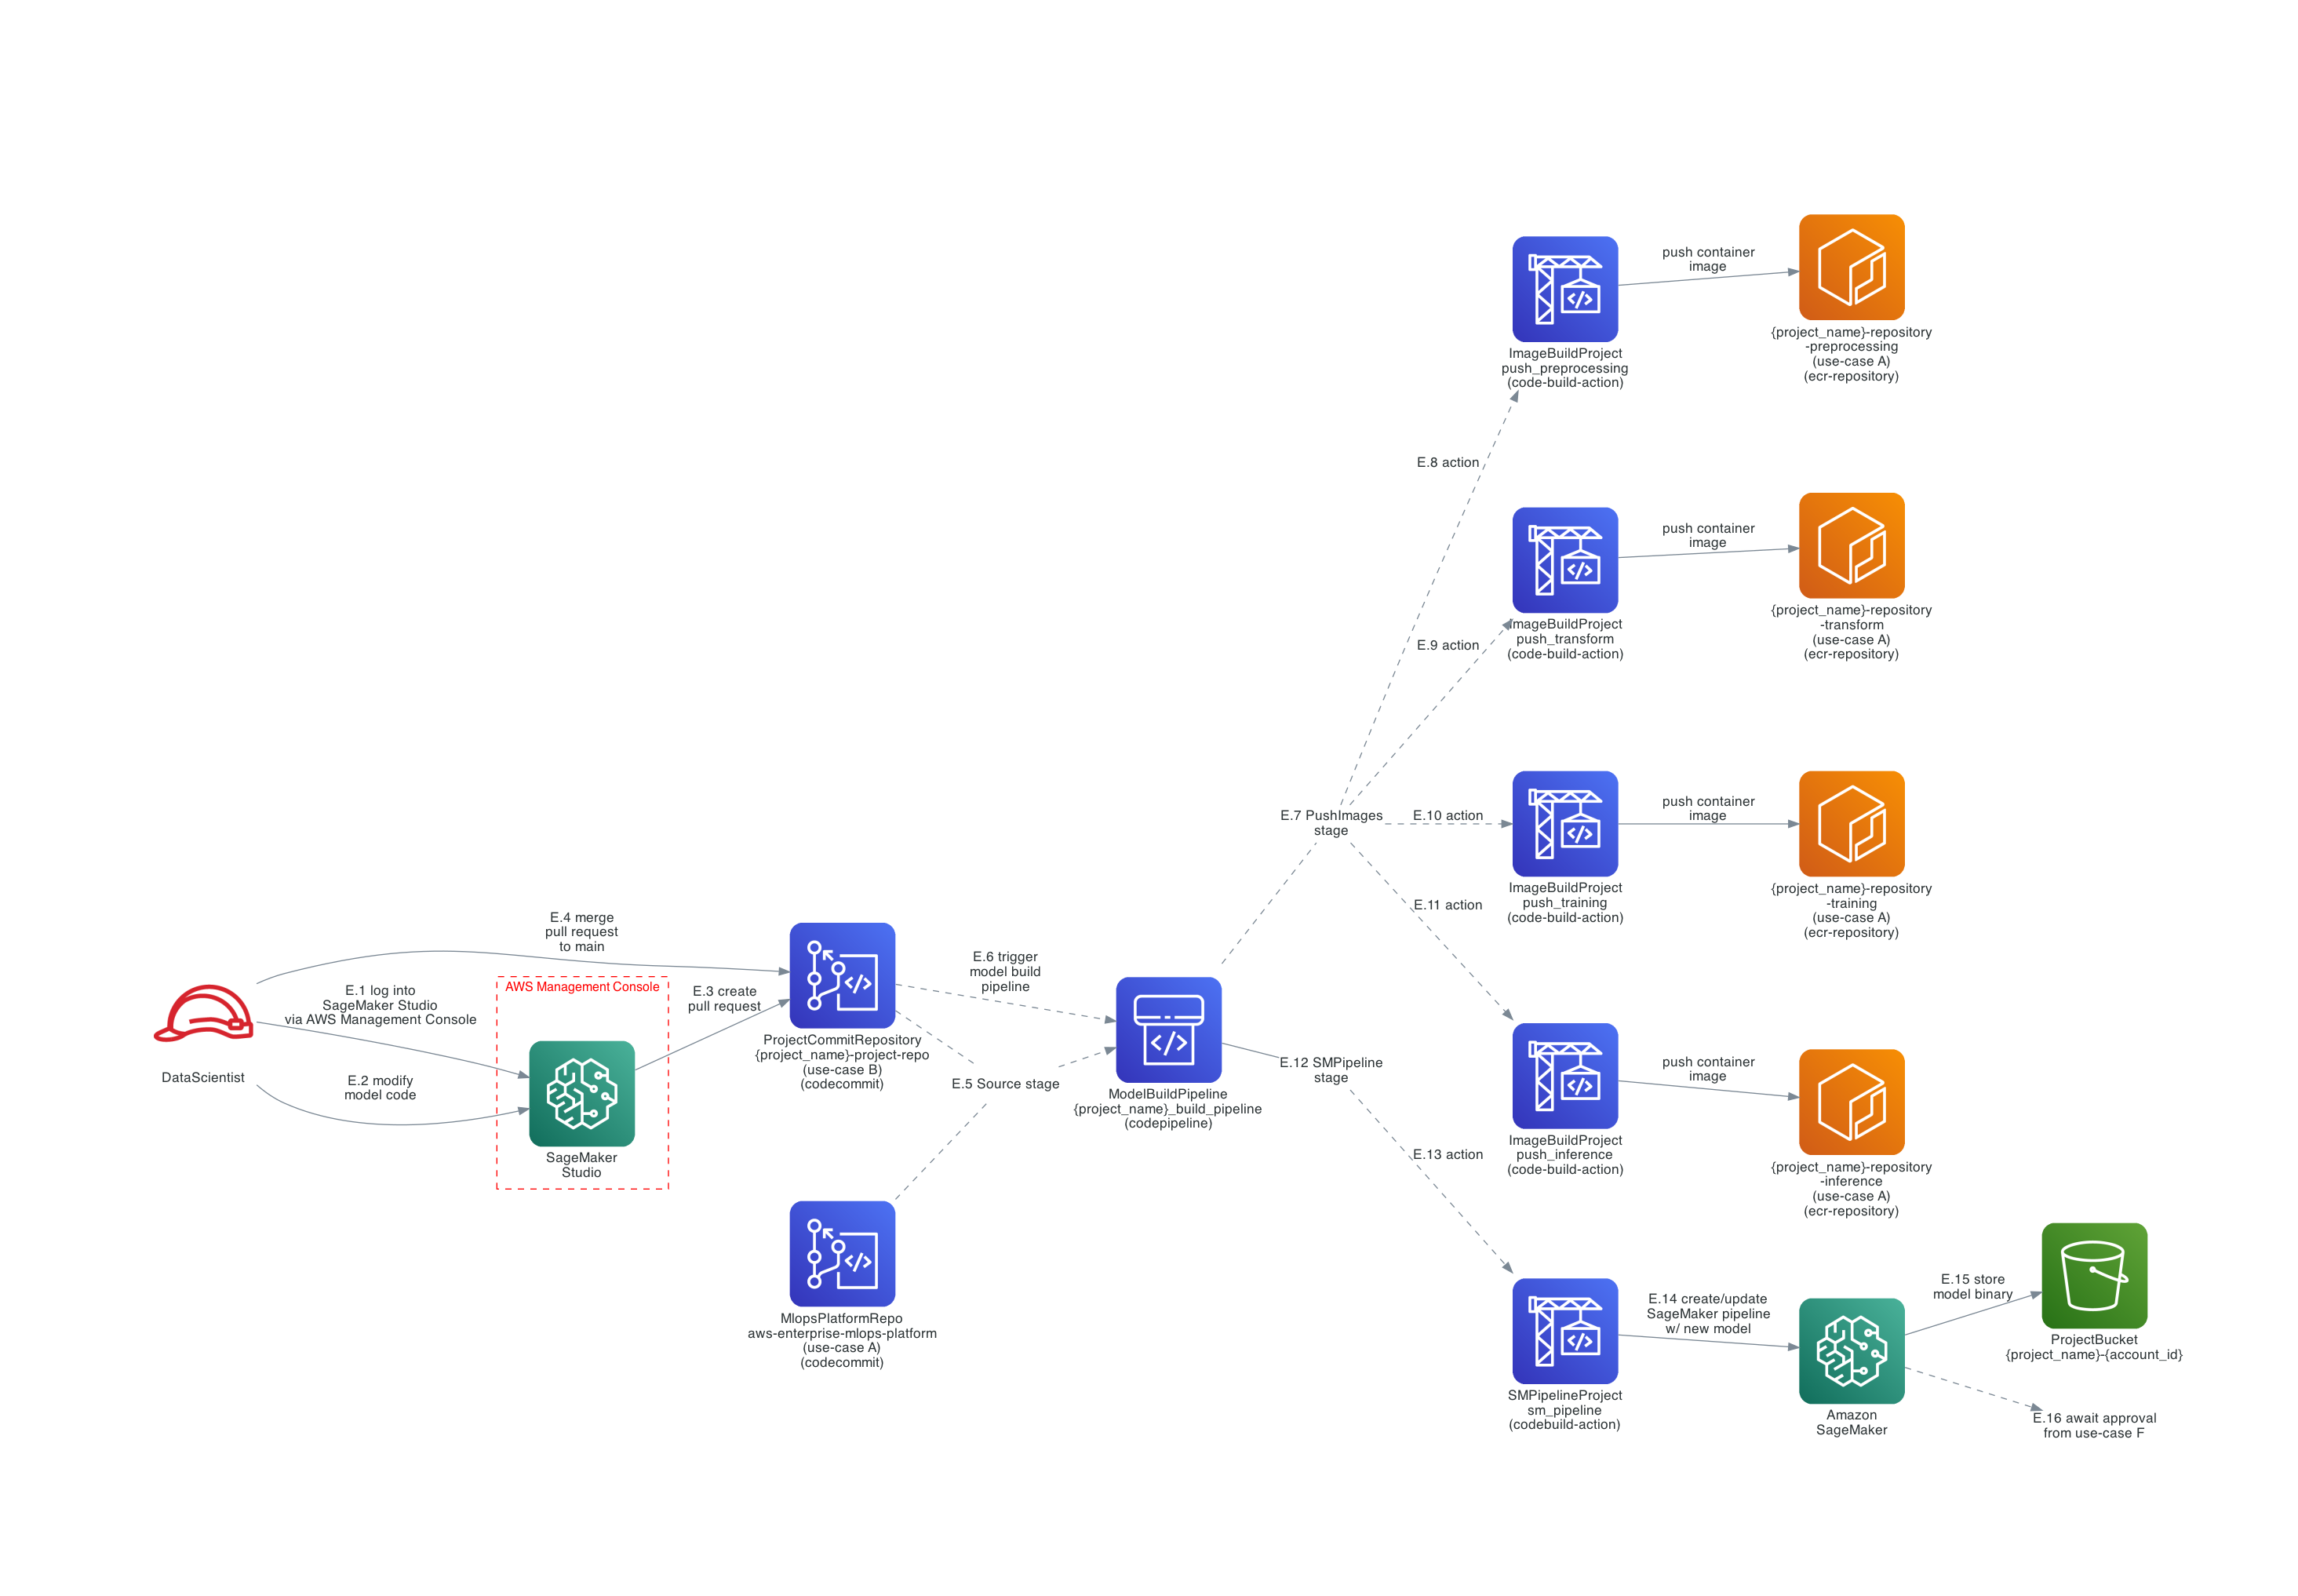 DataScientist
E.4 merge
pull request
to main
E.1 log into
SageMaker Studio
via AWS Management Console
E.2 modify
model code
AWS Management Console
SageMaker
Studio
E.3 create
pull request
ProjectCommitRepository
{project_name}-project-repo
(use-case B)
(codecommit)
MlopsPlatformRepo
aws-enterprise-mlops-platform
(use-case A)
(codecommit)
E.6 trigger
model build
pipeline
E.5 Source stage
ModelBuildPipeline
{project_name}_build_pipeline
(codepipeline)
E.7 PushImages
stage
E.12 SMPipeline
stage
E.8 action
E.9 action
E.10 action
E.11 action
E.13 action
ImageBuildProject
push_preprocessing
(code-build-action)
push container
image
{project_name}-repository
-preprocessing
(use-case A)
(ecr-repository)
ImageBuildProject
push_transform
(code-build-action)
push container
image
{project_name}-repository
-transform
(use-case A)
(ecr-repository)
ImageBuildProject
push_training
(code-build-action)
push container
image
{project_name}-repository
-training
(use-case A)
(ecr-repository)
ImageBuildProject
push_inference
(code-build-action)
push container
image
{project_name}-repository
-inference
(use-case A)
(ecr-repository)
SMPipelineProject
sm_pipeline
(codebuild-action)
E.14 create/update
SageMaker pipeline
w/ new model
Amazon
SageMaker
E.15 store
model binary
ProjectBucket
{project_name}-{account_id}
E.16 await approval
from use-case F